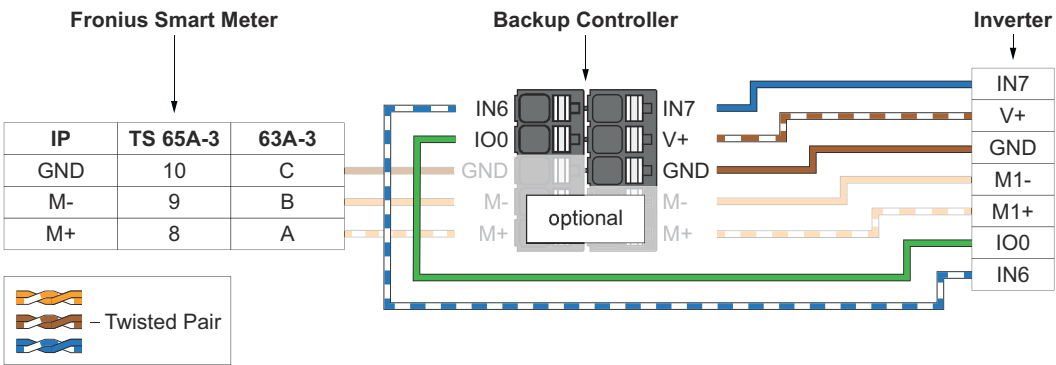 Fronius Smart Meter
Backup Controller
Inverter
IP TS 65A-3 63A-3
GND 10 C
M- 9 B
M+ 8 A
IN6 IN7
IO0 V+
GND GND
M- M-
M+ M+
optional
IN7
V+
GND
M1-
M1+
IO0
IN6
– Twisted Pair